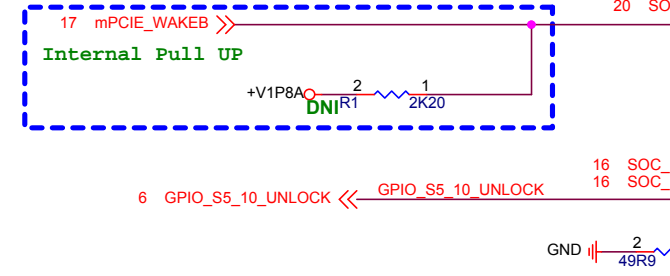 20 SO
17 mPCIE_WAKEB
Internal Pull UP
+V1P8A 2 1
DNI R1 2K20
16 SOC_
16 SOC_
6 GPIO_S5_10_UNLOCK GPIO_S5_10_UNLOCK
GND 2
49R9